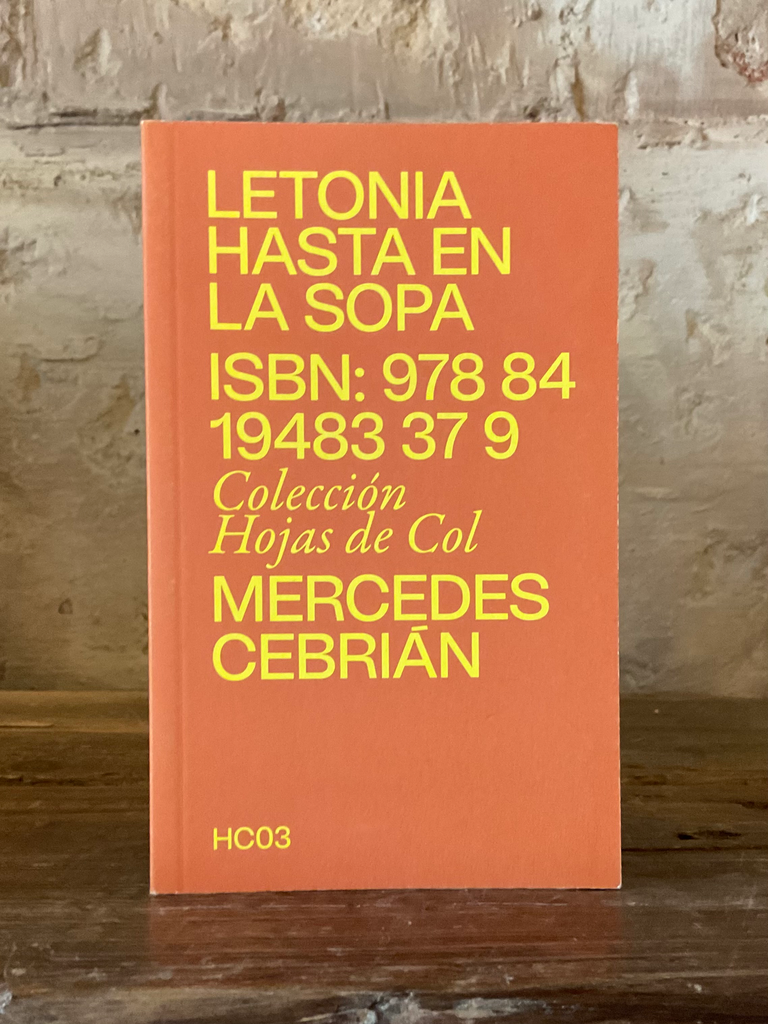 LETONIA
HASTA EN
LA SOPA
ISBN: 978 84
19483 37 9
Colección
Hojas de Col
MERCEDES
CEBRIÁN
HC03